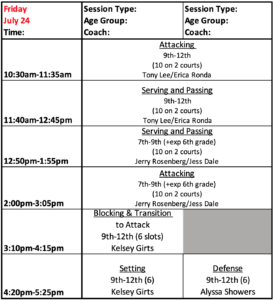 Friday
July 24
Time:
Session Type:
Age Group:
Coach:
Session Type:
Age Group:
Coach:
10:30am-11:35am
Attacking
9th-12th
(10 on 2 courts)
Tony Lee/Erica Ronda
11:40am-12:45pm
Serving and Passing
9th-12th
(10 on 2 courts)
Tony Lee/Erica Ronda
12:50pm-1:55pm
Serving and Passing
7th-9th (+exp 6th grade)
(10 on 2 courts)
Jerry Rosenberg/Jess Dale
2:00pm-3:05pm
Attacking
7th-9th (+exp 6th grade)
(10 on 2 courts)
Jerry Rosenberg/Jess Dale
3:10pm-4:15pm
Blocking & Transition
to Attack
9th-12th (6 slots)
Kelsey Girts
4:20pm-5:25pm
Setting
9th-12th (6)
Kelsey Girts
Defense
9th-12th (6)
Alyssa Showers